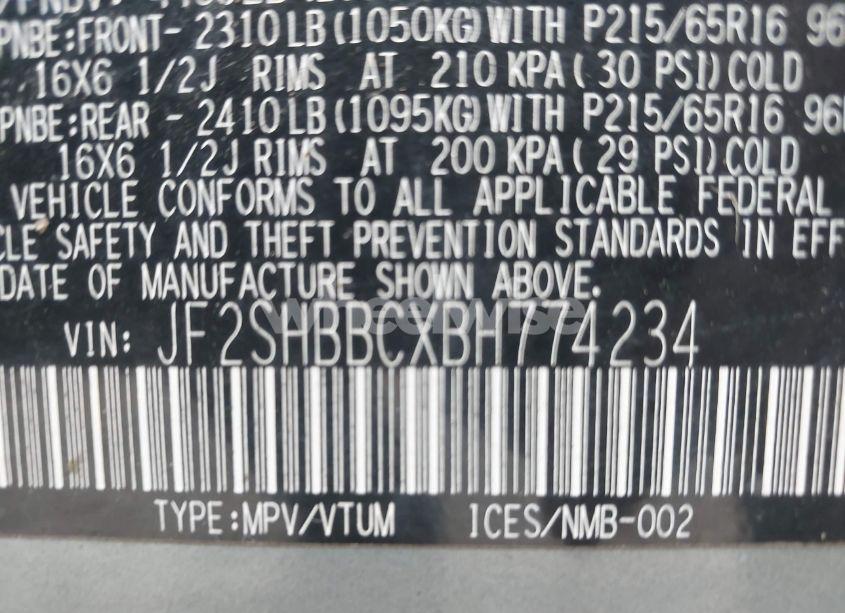 PNBE:FRONT- 2310 LB(1050KG)WITH P215/65R16
16X6 1/2J RIMS AT 210 KPA( 30 PSI)COLD
PNBE:REAR - 2410 LB(1095KG)WITH P215/65R16
16X6 1/2J RIMS AT 200 KPA( 29 PSI)COLD
VEHICLE CONFORMS TO ALL APPLICABLE FEDERAL
CLE SAFETY AND THEFT PREVENTION STANDARDS IN EFF
DATE OF MANUFACTURE SHOWN ABOVE.
VIN: JF2SHBBCXBH774234
TYPE:MPV/VTUM ICES/NMB-002